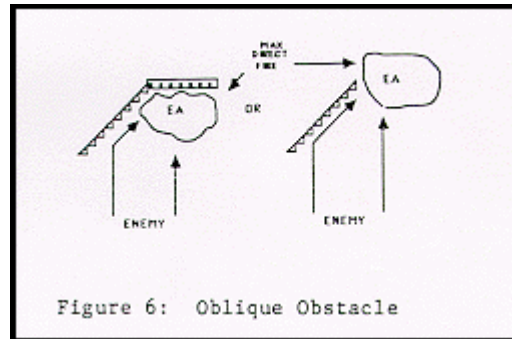 MAX
DIRECT
FIRE
EA
EA
OR
ENEMY
ENEMY
Figure 6: Oblique Obstacle